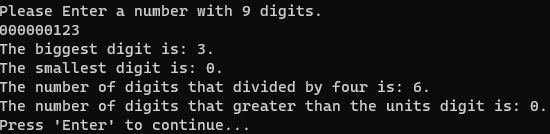 Please Enter a number with 9 digits.
000000123
The biggest digit is: 3.
The smallest digit is: 0.
The number of digits that divided by four is: 6.
The number of digits that greater than the units digit is: 0.
Press 'Enter' to continue...